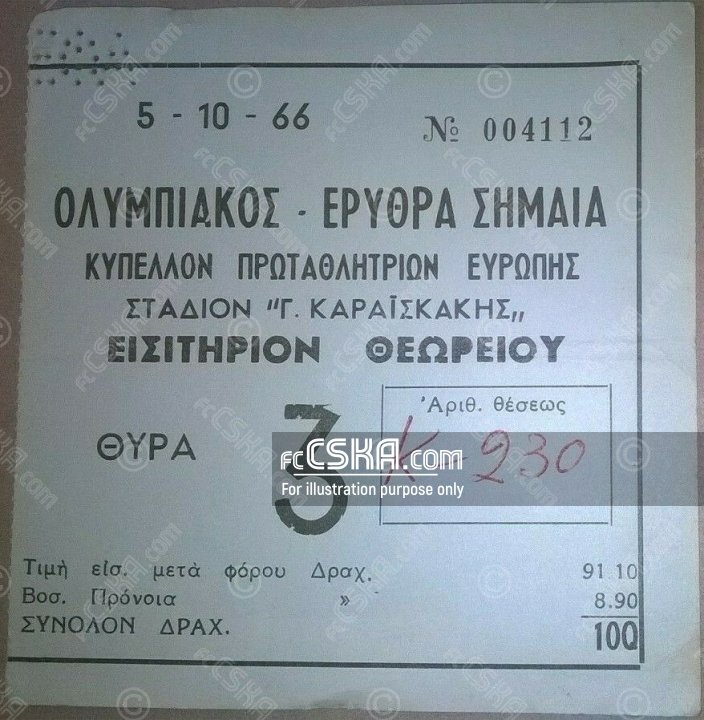 5 - 10 - 66
№ 004112
ΟΛΥΜΠΙΑΚΟΣ - ΕΡΥΘΡΑ ΣΗΜΑΙΑ
ΚΥΠΕΛΛΟΝ ΠΡΩΤΑΘΛΗΤΡΙΩΝ ΕΥΡΩΠΗΣ
ΣΤΑΔΙΟΝ "Γ. ΚΑΡΑΪΣΚΑΚΗΣ„
ΕΙΣΙΤΗΡΙΟΝ ΘΕΩΡΕΙΟΥ
ΘΥΡΑ 3
Ἀριθ. θέσεως
Κ-230
fcCSKA.com
For illustration purpose only
Τιμὴ εἰσ. μετὰ φόρου Δραχ. 91.10
Βοσ. Πρόνοια » 8.90
ΣΥΝΟΛΟΝ ΔΡΑΧ. 100